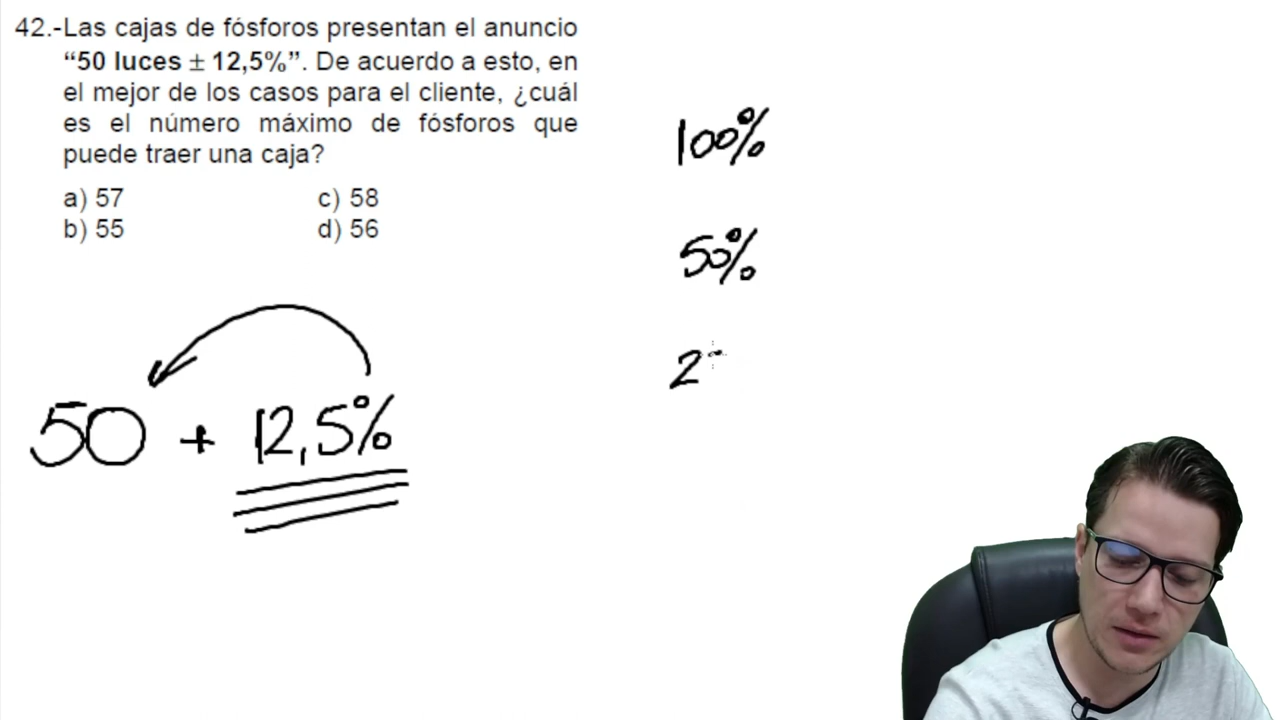 42.-Las cajas de fósforos presentan el anuncio
“50 luces ± 12,5%”. De acuerdo a esto, en
el mejor de los casos para el cliente, ¿cuál
es el número máximo de fósforos que
puede traer una caja?
a) 57
c) 58
b) 55
d) 56
50 + 12,5%
100%
50%
2